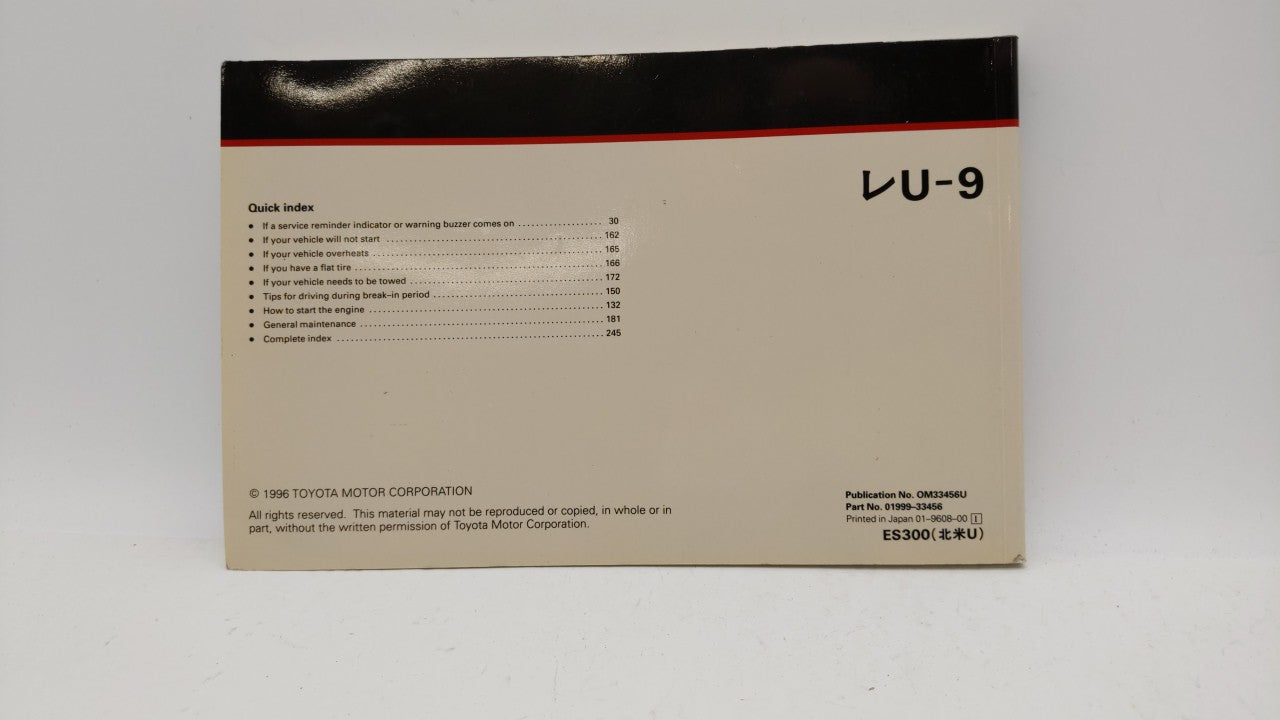 レU-9
Quick index
● If a service reminder indicator or warning buzzer comes on .................... 30
● If your vehicle will not start .................................................... 162
● If your vehicle overheats ....................................................... 165
● If you have a flat tire ........................................................... 166
● If your vehicle needs to be towed .............................................. 172
● Tips for driving during break-in period ......................................... 150
● How to start the engine ........................................................ 132
● General maintenance .......................................................... 181
● Complete index ................................................................ 245
© 1996 TOYOTA MOTOR CORPORATION
All rights reserved. This material may not be reproduced or copied, in whole or in
part, without the written permission of Toyota Motor Corporation.
Publication No. OM33456U
Part No. 01999-33456
Printed in Japan 01-9608-00 1
ES300(北米U)